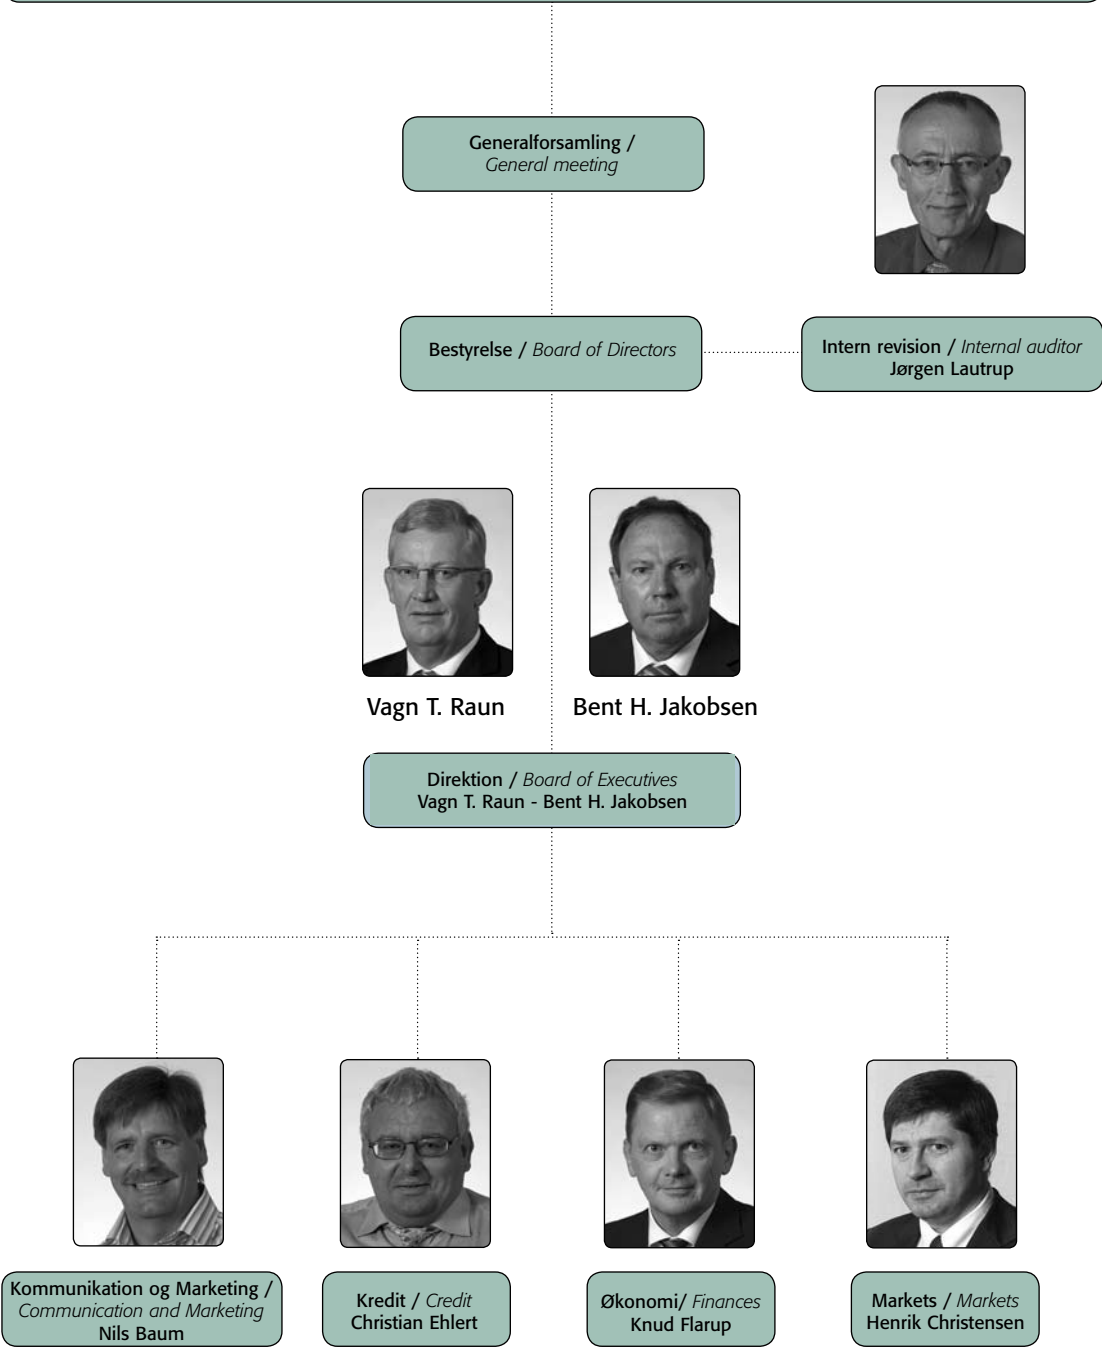 Generalforsamling /
General meeting
Bestyrelse / Board of Directors
Intern revision / Internal auditor
Jørgen Lautrup
Vagn T. Raun
Bent H. Jakobsen
Direktion / Board of Executives
Vagn T. Raun - Bent H. Jakobsen
Kommunikation og Marketing /
Communication and Marketing
Nils Baum
Kredit / Credit
Christian Ehlert
Økonomi/ Finances
Knud Flarup
Markets / Markets
Henrik Christensen